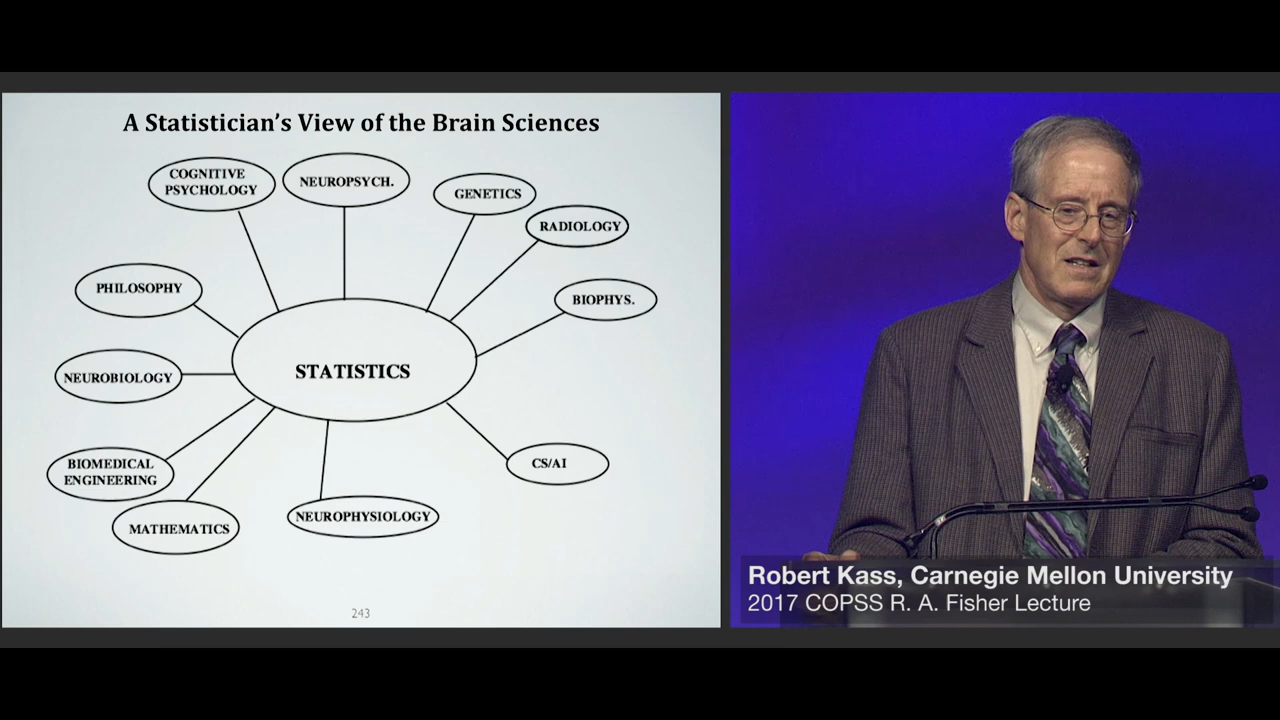 A Statistician's View of the Brain Sciences
COGNITIVE
PSYCHOLOGY
NEUROPSYCH.
GENETICS
RADIOLOGY
PHILOSOPHY
BIOPHYS.
STATISTICS
NEUROBIOLOGY
BIOMEDICAL
ENGINEERING
CS/AI
MATHEMATICS
NEUROPHYSIOLOGY
243
Robert Kass, Carnegie Mellon University
2017 COPSS R. A. Fisher Lecture